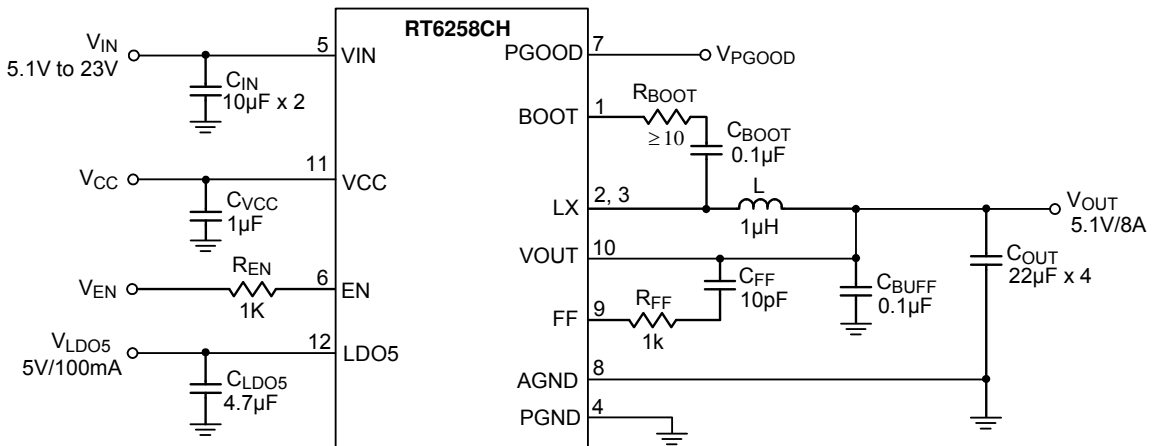 RT6258CH
VIN
5.1V to 23V
5
VIN
CIN
10µF x 2
VCC
11
VCC
CVCC
1µF
VEN
REN
1K
6
EN
VLDO5
5V/100mA
12
LDO5
CLDO5
4.7µF
PGOOD
7
VPGOOD
BOOT
1
RBOOT
≥10
CBOOT
0.1µF
LX
2, 3
L
1µH
VOUT
5.1V/8A
VOUT
10
CFF
10pF
CBUFF
0.1µF
COUT
22µF x 4
FF
9
RFF
1k
AGND
8
PGND
4